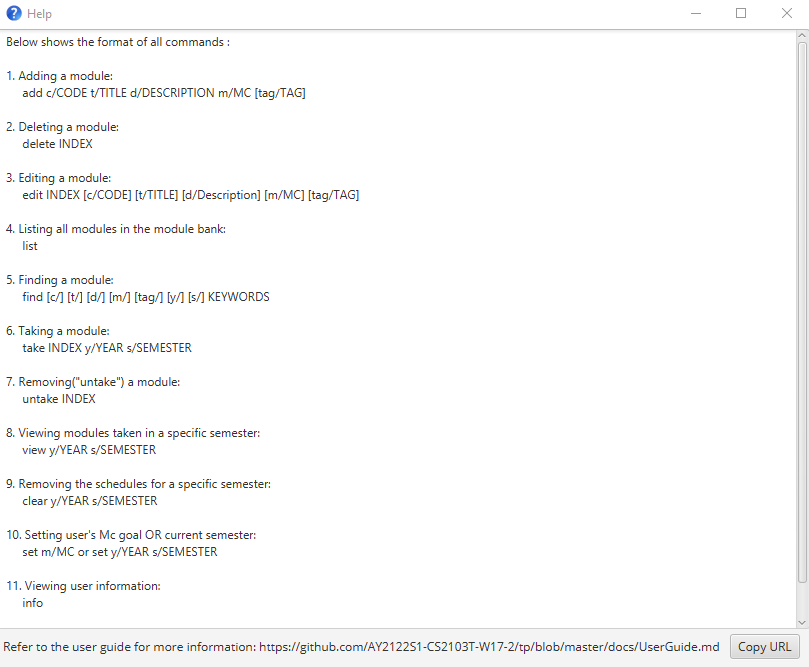 Help
Below shows the format of all commands :
1. Adding a module:
add c/CODE t/TITLE d/DESCRIPTION m/MC [tag/TAG]
2. Deleting a module:
delete INDEX
3. Editing a module:
edit INDEX [c/CODE] [t/TITLE] [d/Description] [m/MC] [tag/TAG]
4. Listing all modules in the module bank:
list
5. Finding a module:
find [c/] [t/] [d/] [m/] [tag/] [y/] [s/] KEYWORDS
6. Taking a module:
take INDEX y/YEAR s/SEMESTER
7. Removing("untake") a module:
untake INDEX
8. Viewing modules taken in a specific semester:
view y/YEAR s/SEMESTER
9. Removing the schedules for a specific semester:
clear y/YEAR s/SEMESTER
10. Setting user's Mc goal OR current semester:
set m/MC or set y/YEAR s/SEMESTER
11. Viewing user information:
info
Refer to the user guide for more information: https://github.com/AY2122S1-CS2103T-W17-2/tp/blob/master/docs/UserGuide.md Copy URL